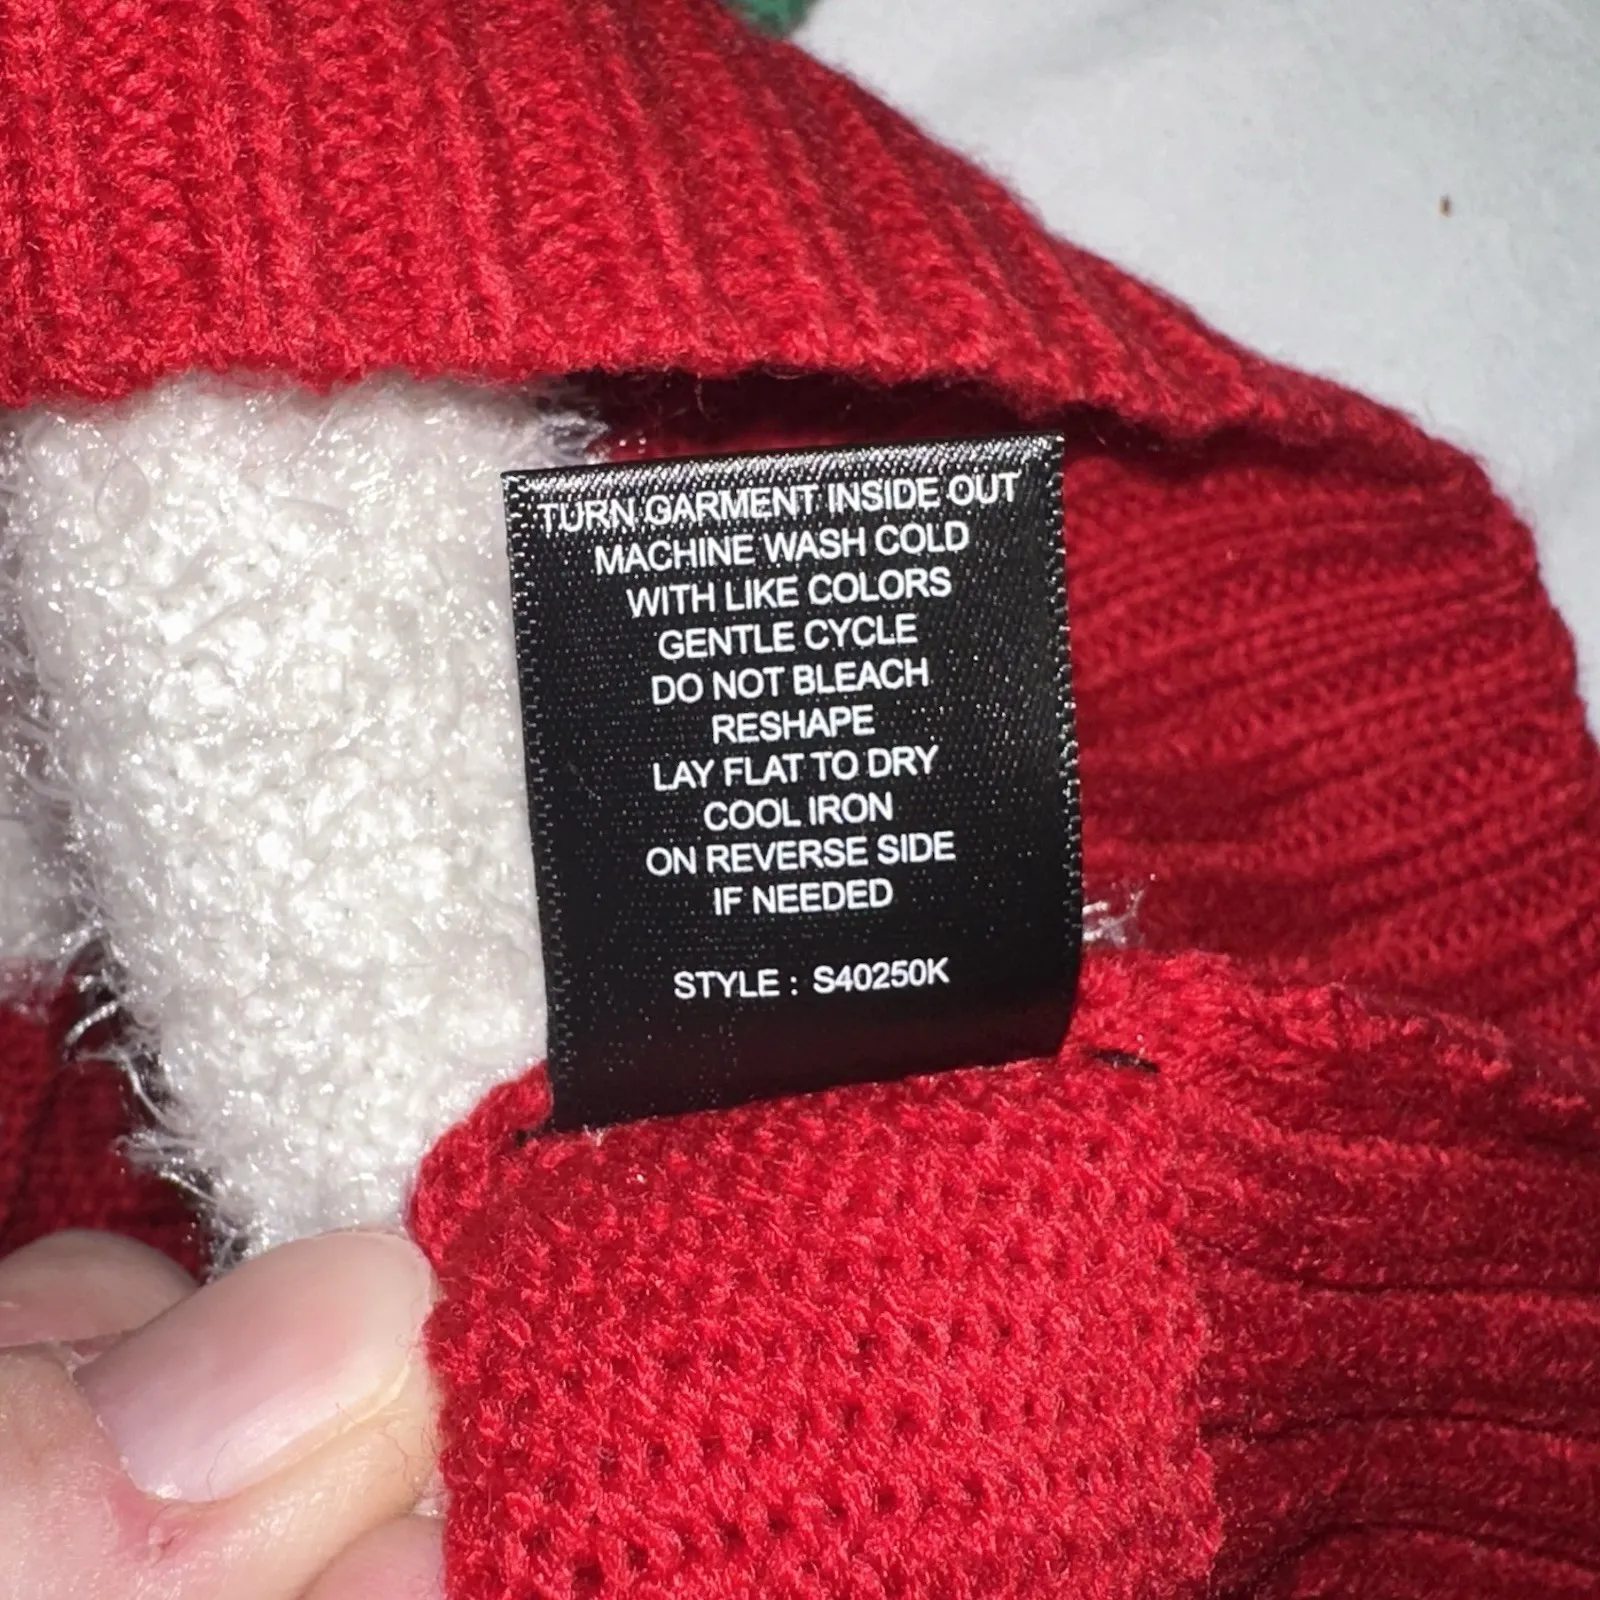 TURN GARMENT INSIDE OUT
MACHINE WASH COLD
WITH LIKE COLORS
GENTLE CYCLE
DO NOT BLEACH
RESHAPE
LAY FLAT TO DRY
COOL IRON
ON REVERSE SIDE
IF NEEDED
STYLE : S40250K